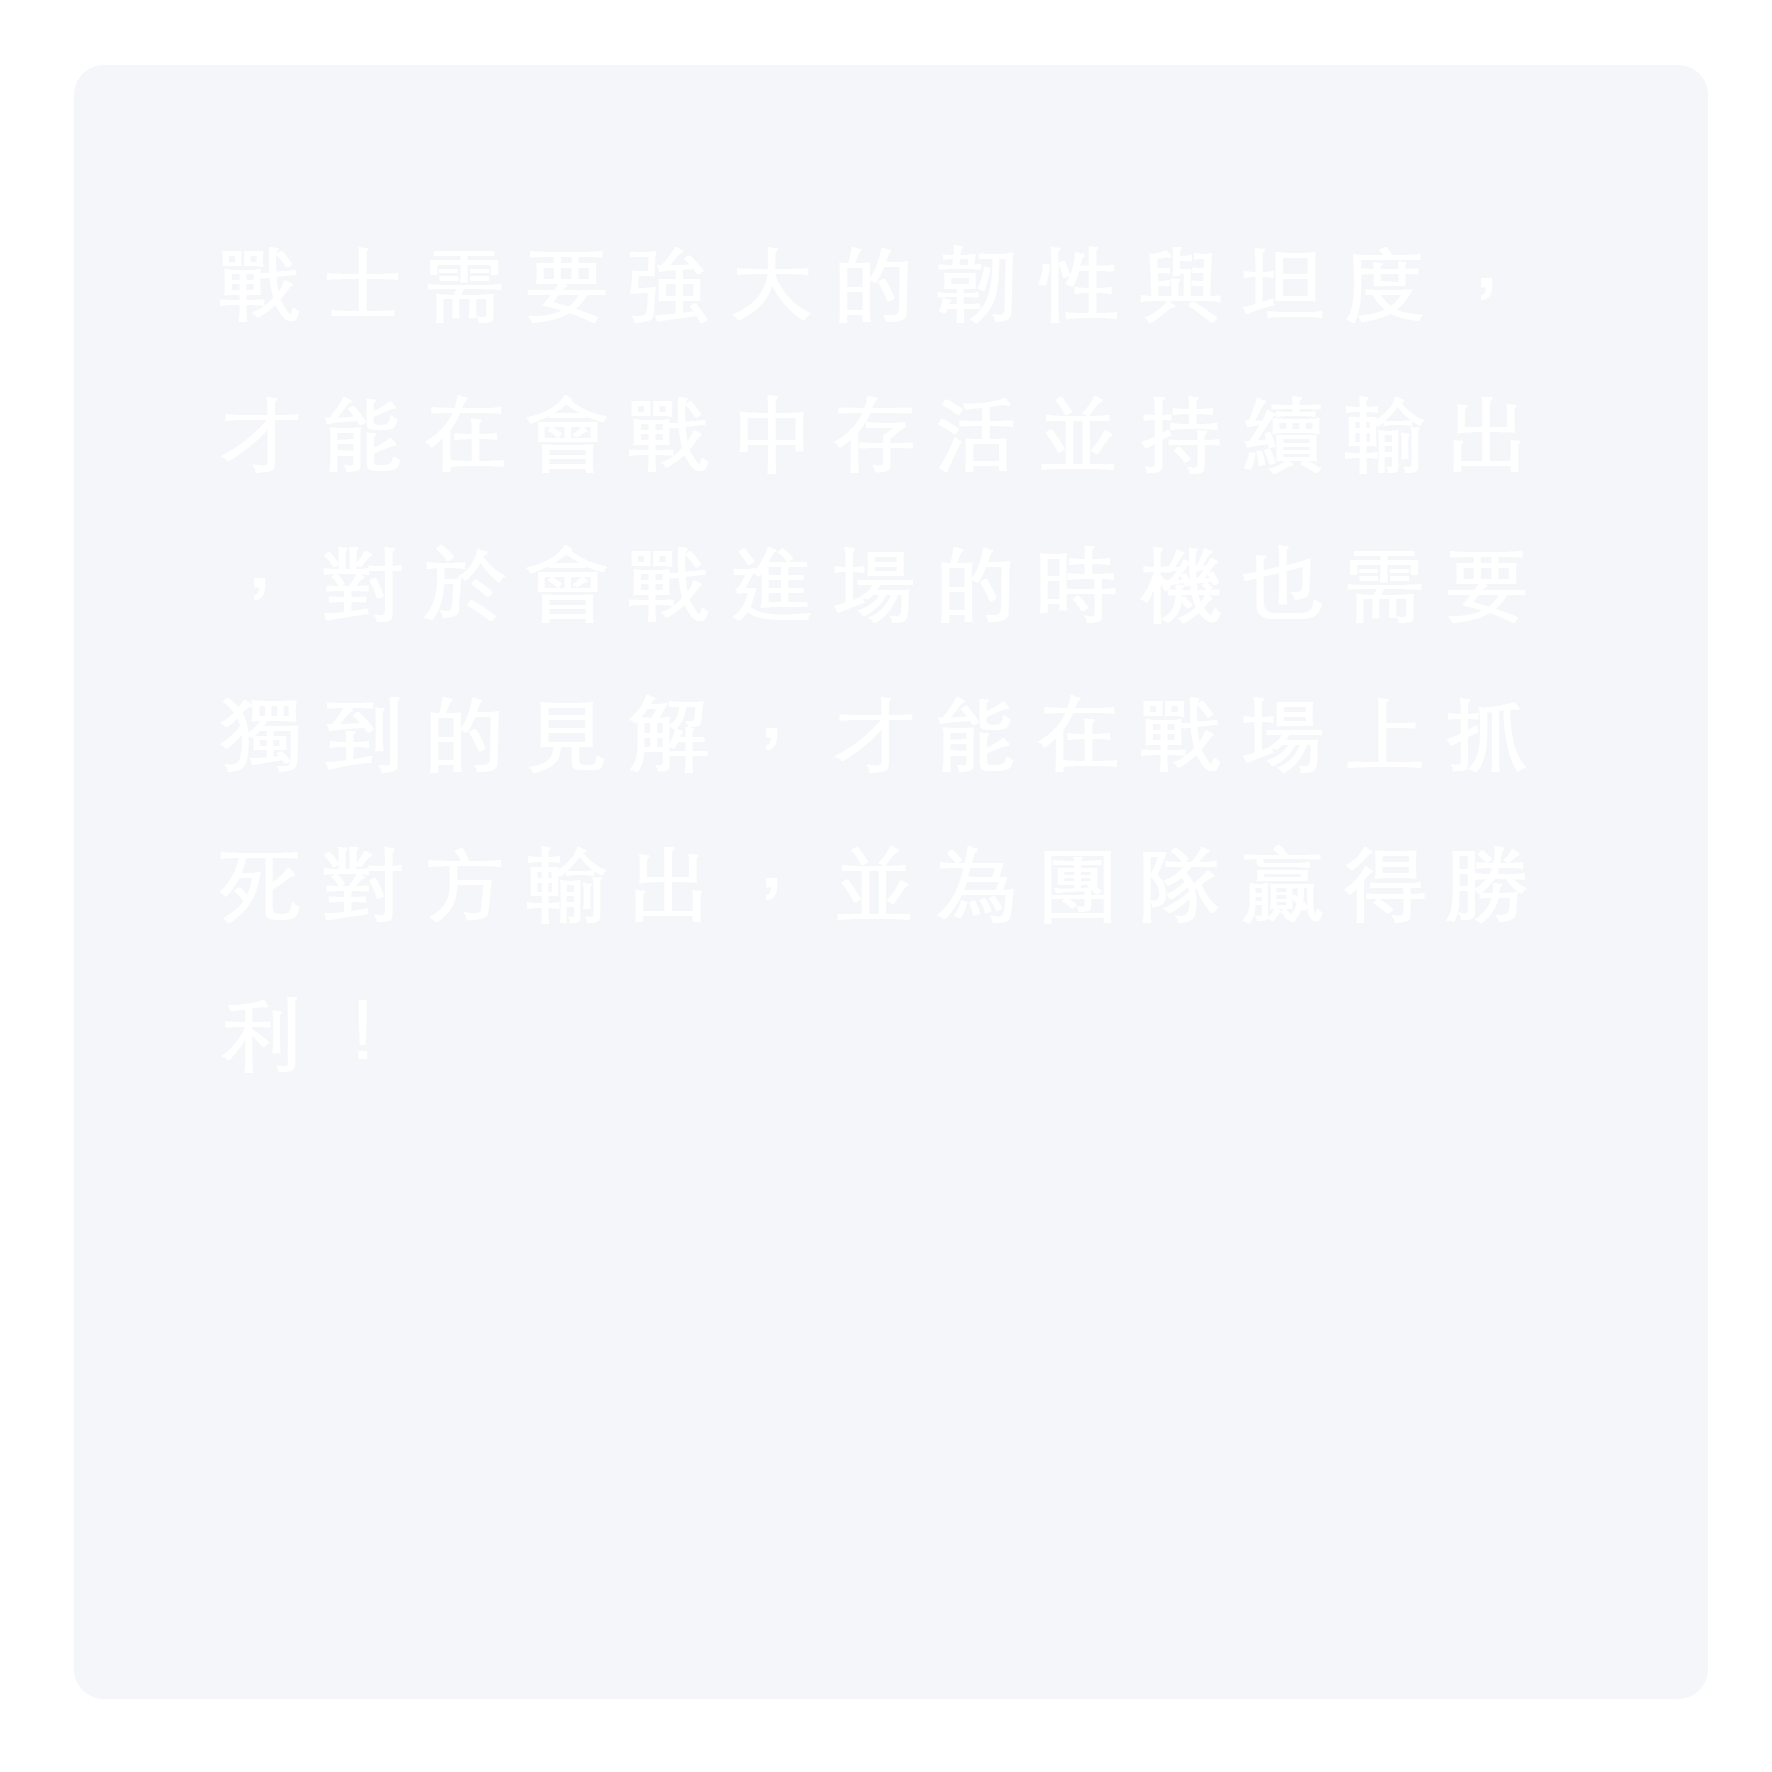 戰士需要強大的韌性與坦度，
才能在會戰中存活並持續輸出
，對於會戰進場的時機也需要
獨到的見解，才能在戰場上抓
死對方輸出，並為團隊贏得勝
利！